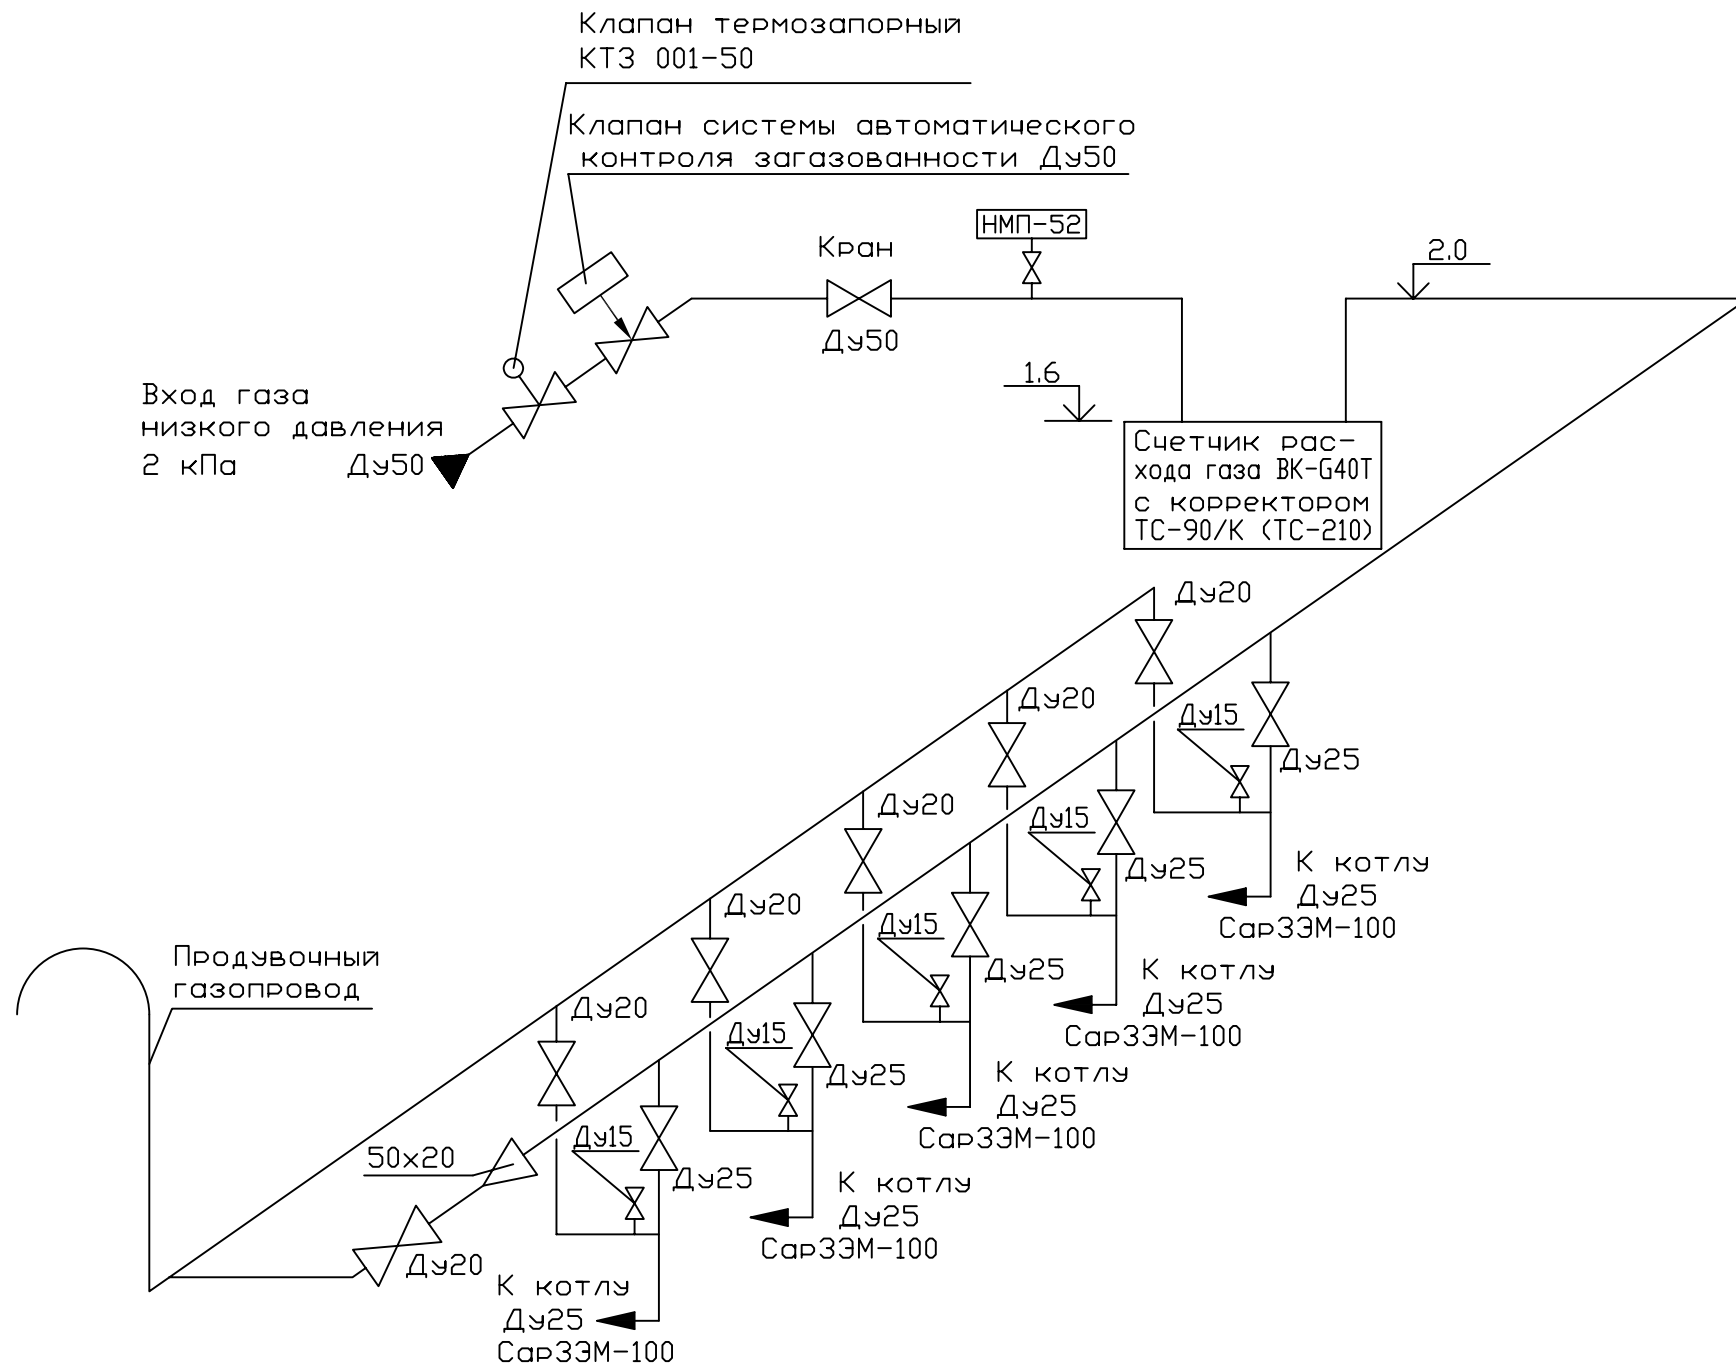 Клапан термозапорный
КТЗ 001-50
Клапан системы автоматического
контроля загазованности Ду50
НМП-52
Кран
Ду50
2.0
1.6
Вход газа
низкого давления
2 кПа Ду50
Счетчик рас-
хода газа ВК-G40Т
с корректором
ТС-90/К (ТС-210)
Ду20
Ду20
Ду15
Ду25
Ду20
Ду15
Ду25
К котлу
Ду25
СарЗЭМ-100
Ду20
Ду15
Ду25
К котлу
Ду25
СарЗЭМ-100
Продувочный
газопровод
Ду20
Ду15
Ду25
К котлу
Ду25
СарЗЭМ-100
50х20
Ду15
Ду25
К котлу
Ду25
СарЗЭМ-100
Ду20
К котлу
Ду25
СарЗЭМ-100